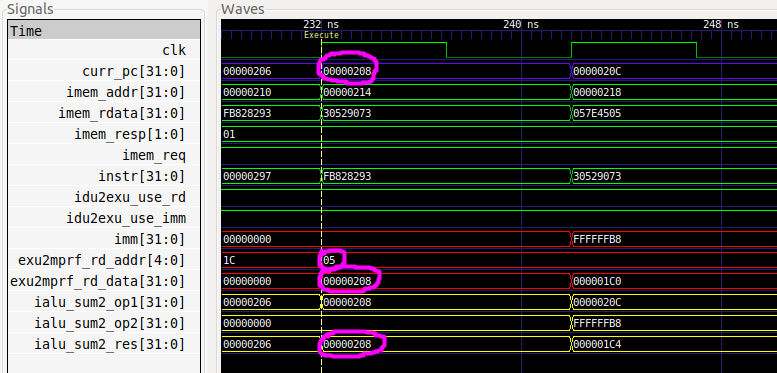 Signals
Waves
Time
232 ns
240 ns
248 ns
Execute
clk
curr_pc[31:0]
00000206
00000208
0000020C
imem_addr[31:0]
00000210
00000214
00000218
imem_rdata[31:0]
FB828293
30529073
057E4505
imem_resp[1:0]
01
imem_req
instr[31:0]
00000297
FB828293
30529073
idu2exu_use_rd
idu2exu_use_imm
imm[31:0]
00000000
FFFFFFB8
exu2mprf_rd_addr[4:0]
1C
05
exu2mprf_rd_data[31:0]
00000000
00000208
000001C0
ialu_sum2_op1[31:0]
00000206
00000208
0000020C
ialu_sum2_op2[31:0]
00000000
FFFFFFB8
ialu_sum2_res[31:0]
00000206
00000208
000001C4